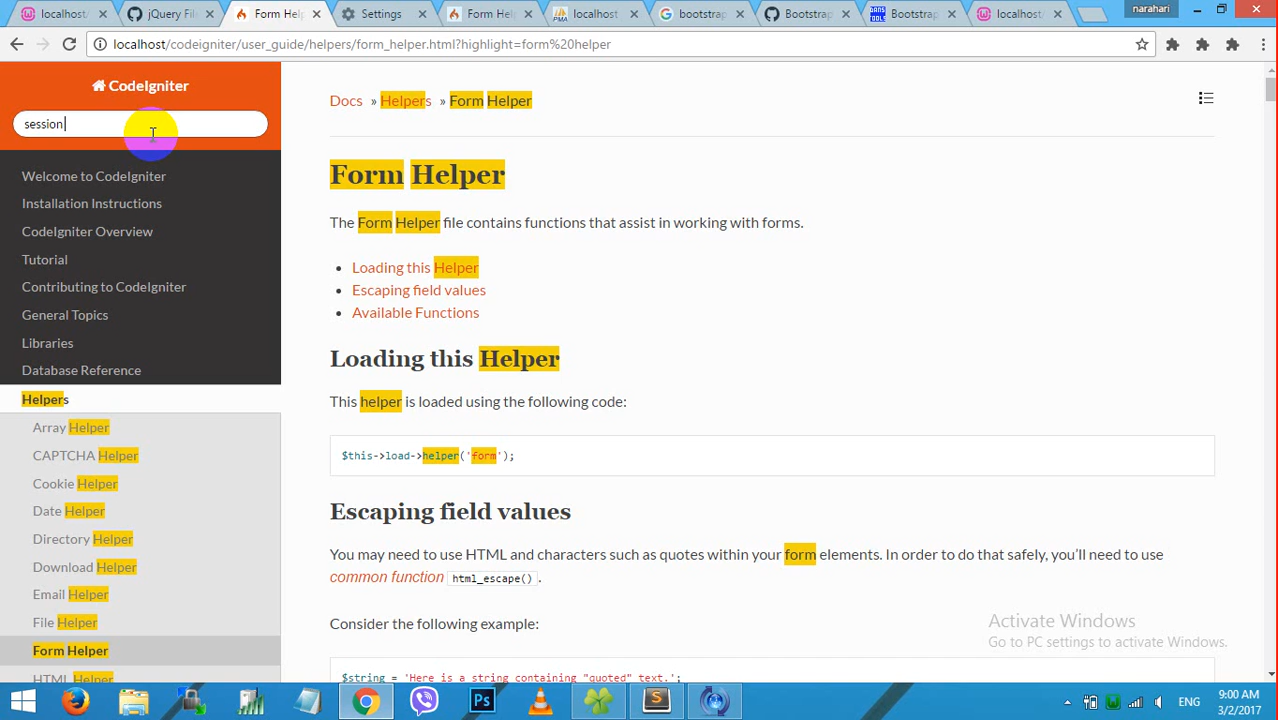 localhost/
jQuery Fil
Form Help
Settings
Form Help
localhost
bootstrap
Bootstrap
Bootstrap
localhost/
narahari
localhost/codeigniter/user_guide/helpers/form_helper.html?highlight=form%20helper
CodeIgniter
session
Welcome to CodeIgniter
Installation Instructions
CodeIgniter Overview
Tutorial
Contributing to CodeIgniter
General Topics
Libraries
Database Reference
Helpers
Array Helper
CAPTCHA Helper
Cookie Helper
Date Helper
Directory Helper
Download Helper
Email Helper
File Helper
Form Helper
HTML Helper
Docs » Helpers » Form Helper
Form Helper
The Form Helper file contains functions that assist in working with forms.
• Loading this Helper
• Escaping field values
• Available Functions
Loading this Helper
This helper is loaded using the following code:
$this->load->helper('form');
Escaping field values
You may need to use HTML and characters such as quotes within your form elements. In order to do that safely, you’ll need to use
common function html_escape().
Consider the following example:
$string = 'Here is a string containing "quoted" text.';
Activate Windows
Go to PC settings to activate Windows.
ENG
9:00 AM
3/2/2017